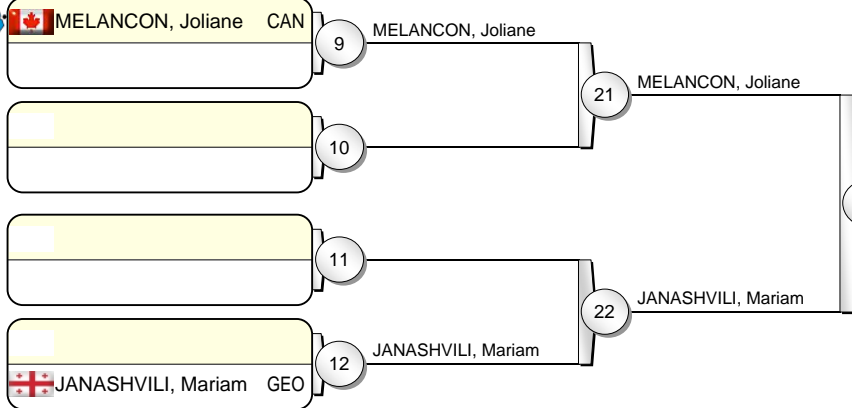 MELANCON, Joliane CAN
9
MELANCON, Joliane
21
MELANCON, Joliane
10
11
22
JANASHVILI, Mariam
12
JANASHVILI, Mariam
JANASHVILI, Mariam GEO